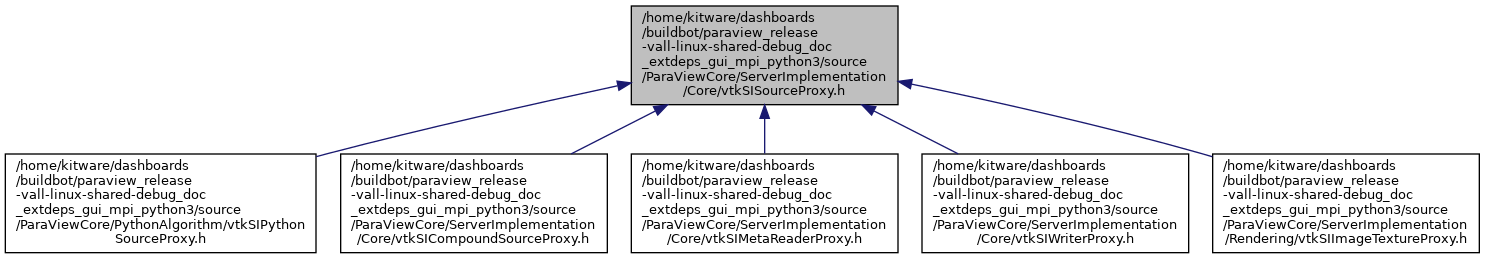 /home/kitware/dashboards
/buildbot/paraview_release
-vall-linux-shared-debug_doc
_extdeps_gui_mpi_python3/source
/ParaViewCore/ServerImplementation
/Core/vtkSISourceProxy.h
/home/kitware/dashboards
/buildbot/paraview_release
-vall-linux-shared-debug_doc
_extdeps_gui_mpi_python3/source
/ParaViewCore/PythonAlgorithm/vtkSIPython
SourceProxy.h
/home/kitware/dashboards
/buildbot/paraview_release
-vall-linux-shared-debug_doc
_extdeps_gui_mpi_python3/source
/ParaViewCore/ServerImplementation
/Core/vtkSICompoundSourceProxy.h
/home/kitware/dashboards
/buildbot/paraview_release
-vall-linux-shared-debug_doc
_extdeps_gui_mpi_python3/source
/ParaViewCore/ServerImplementation
/Core/vtkSIMetaReaderProxy.h
/home/kitware/dashboards
/buildbot/paraview_release
-vall-linux-shared-debug_doc
_extdeps_gui_mpi_python3/source
/ParaViewCore/ServerImplementation
/Core/vtkSIWriterProxy.h
/home/kitware/dashboards
/buildbot/paraview_release
-vall-linux-shared-debug_doc
_extdeps_gui_mpi_python3/source
/ParaViewCore/ServerImplementation
/Rendering/vtkSIImageTextureProxy.h